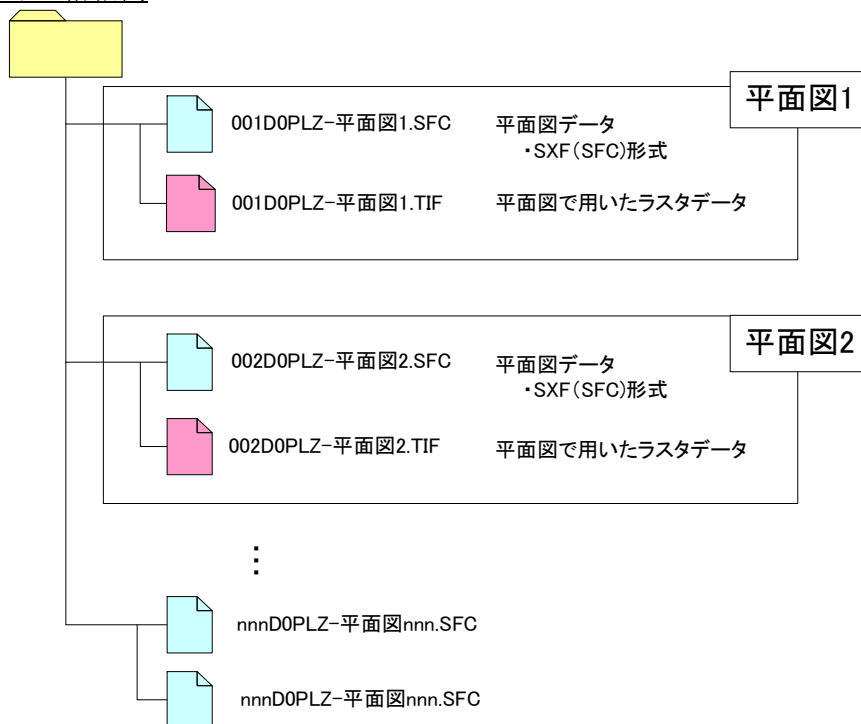 平面図1
001D0PLZ-平面図1.SFC 平面図データ
・SXF(SFC)形式
001D0PLZ-平面図1.TIF 平面図で用いたラスタデータ
平面図2
002D0PLZ-平面図2.SFC 平面図データ
・SXF(SFC)形式
002D0PLZ-平面図2.TIF 平面図で用いたラスタデータ
⋮
nnnD0PLZ-平面図nnn.SFC
nnnD0PLZ-平面図nnn.SFC